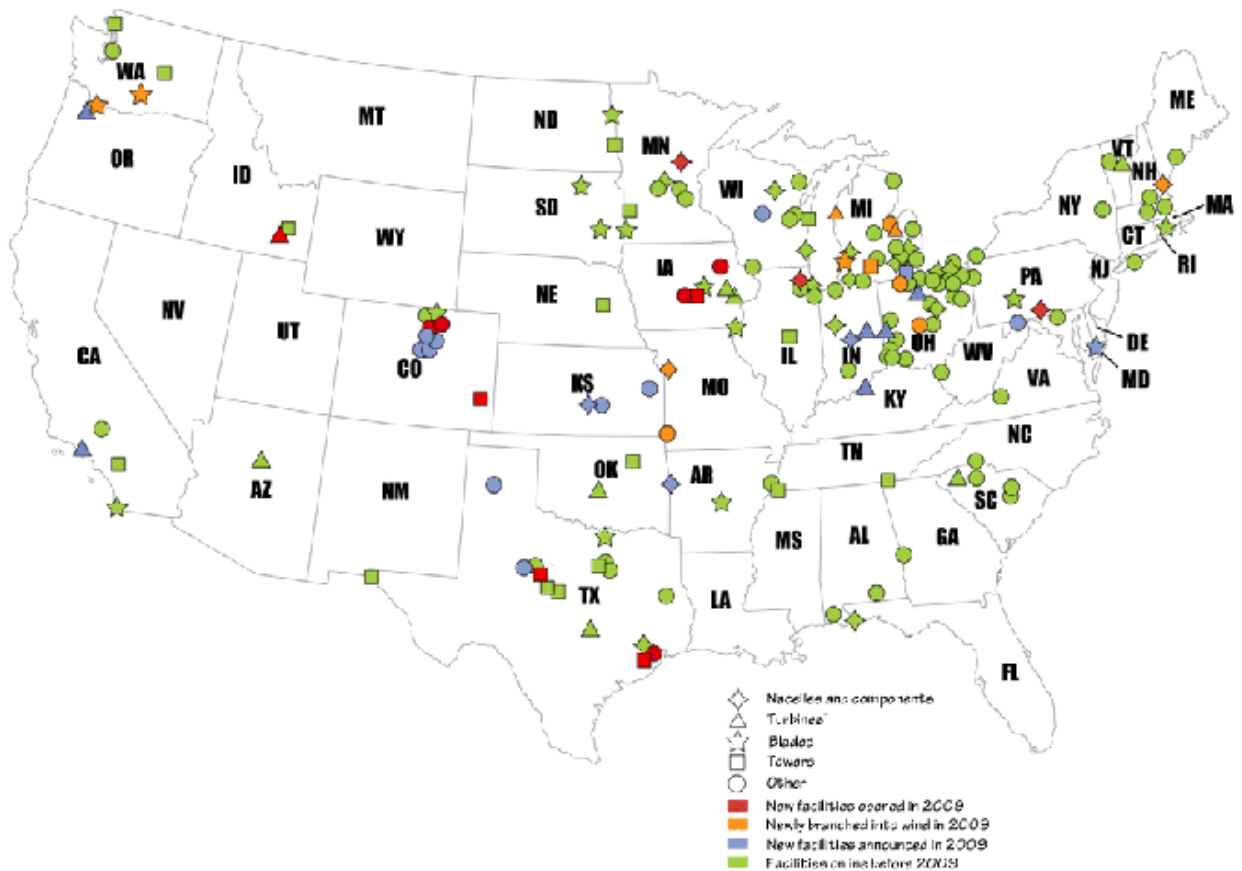 WA
ME
MT
ND
VT
MN
NH
OR
ID
WI
MI
NY
MA
SD
CT
WY
RI
IA
PA
NJ
NE
NV
UT
OH
DE
IL
IN
WV
CA
CO
MD
KS
MO
VA
KY
NC
TN
OK
AR
AZ
NM
SC
MS
AL
GA
TX
LA
FL
Nacelles and components
Turbines
Blades
Towers
Other
New facilities opened in 2009
Newly branched into wind in 2009
New facilities announced in 2009
Facilities online before 2009